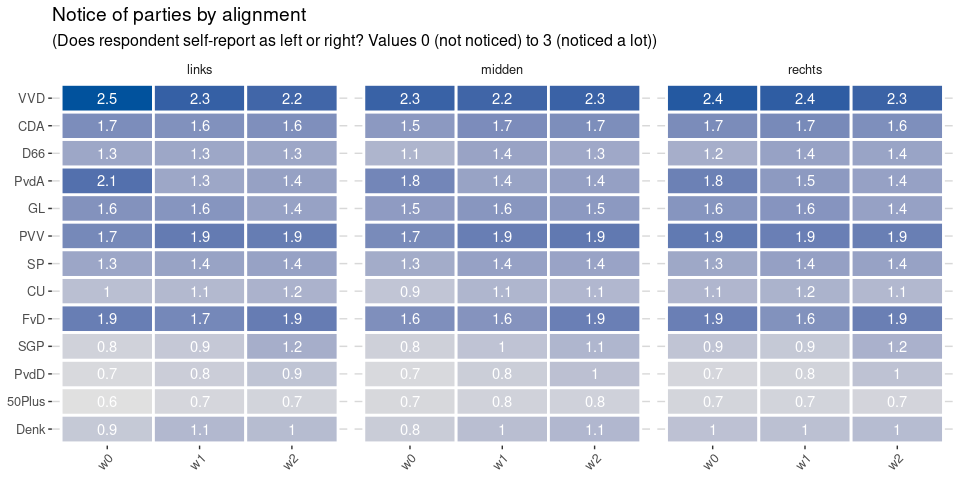 Notice of parties by alignment
(Does respondent self-report as left or right? Values 0 (not noticed) to 3 (noticed a lot))
links midden rechts
VVD 2.5 2.3 2.2 2.3 2.2 2.3 2.4 2.4 2.3
CDA 1.7 1.6 1.6 1.5 1.7 1.7 1.7 1.7 1.6
D66 1.3 1.3 1.3 1.1 1.4 1.3 1.2 1.4 1.4
PvdA 2.1 1.3 1.4 1.8 1.4 1.4 1.8 1.5 1.4
GL 1.6 1.6 1.4 1.5 1.6 1.5 1.6 1.6 1.4
PVV 1.7 1.9 1.9 1.7 1.9 1.9 1.9 1.9 1.9
SP 1.3 1.4 1.4 1.3 1.4 1.4 1.3 1.4 1.4
CU 1 1.1 1.2 0.9 1.1 1.1 1.1 1.2 1.1
FvD 1.9 1.7 1.9 1.6 1.6 1.9 1.9 1.6 1.9
SGP 0.8 0.9 1.2 0.8 1 1.1 0.9 0.9 1.2
PvdD 0.7 0.8 0.9 0.7 0.8 1 0.7 0.8 1
50Plus 0.6 0.7 0.7 0.7 0.8 0.8 0.7 0.7 0.7
Denk 0.9 1.1 1 0.8 1 1.1 1 1 1
w0 w1 w2 w0 w1 w2 w0 w1 w2